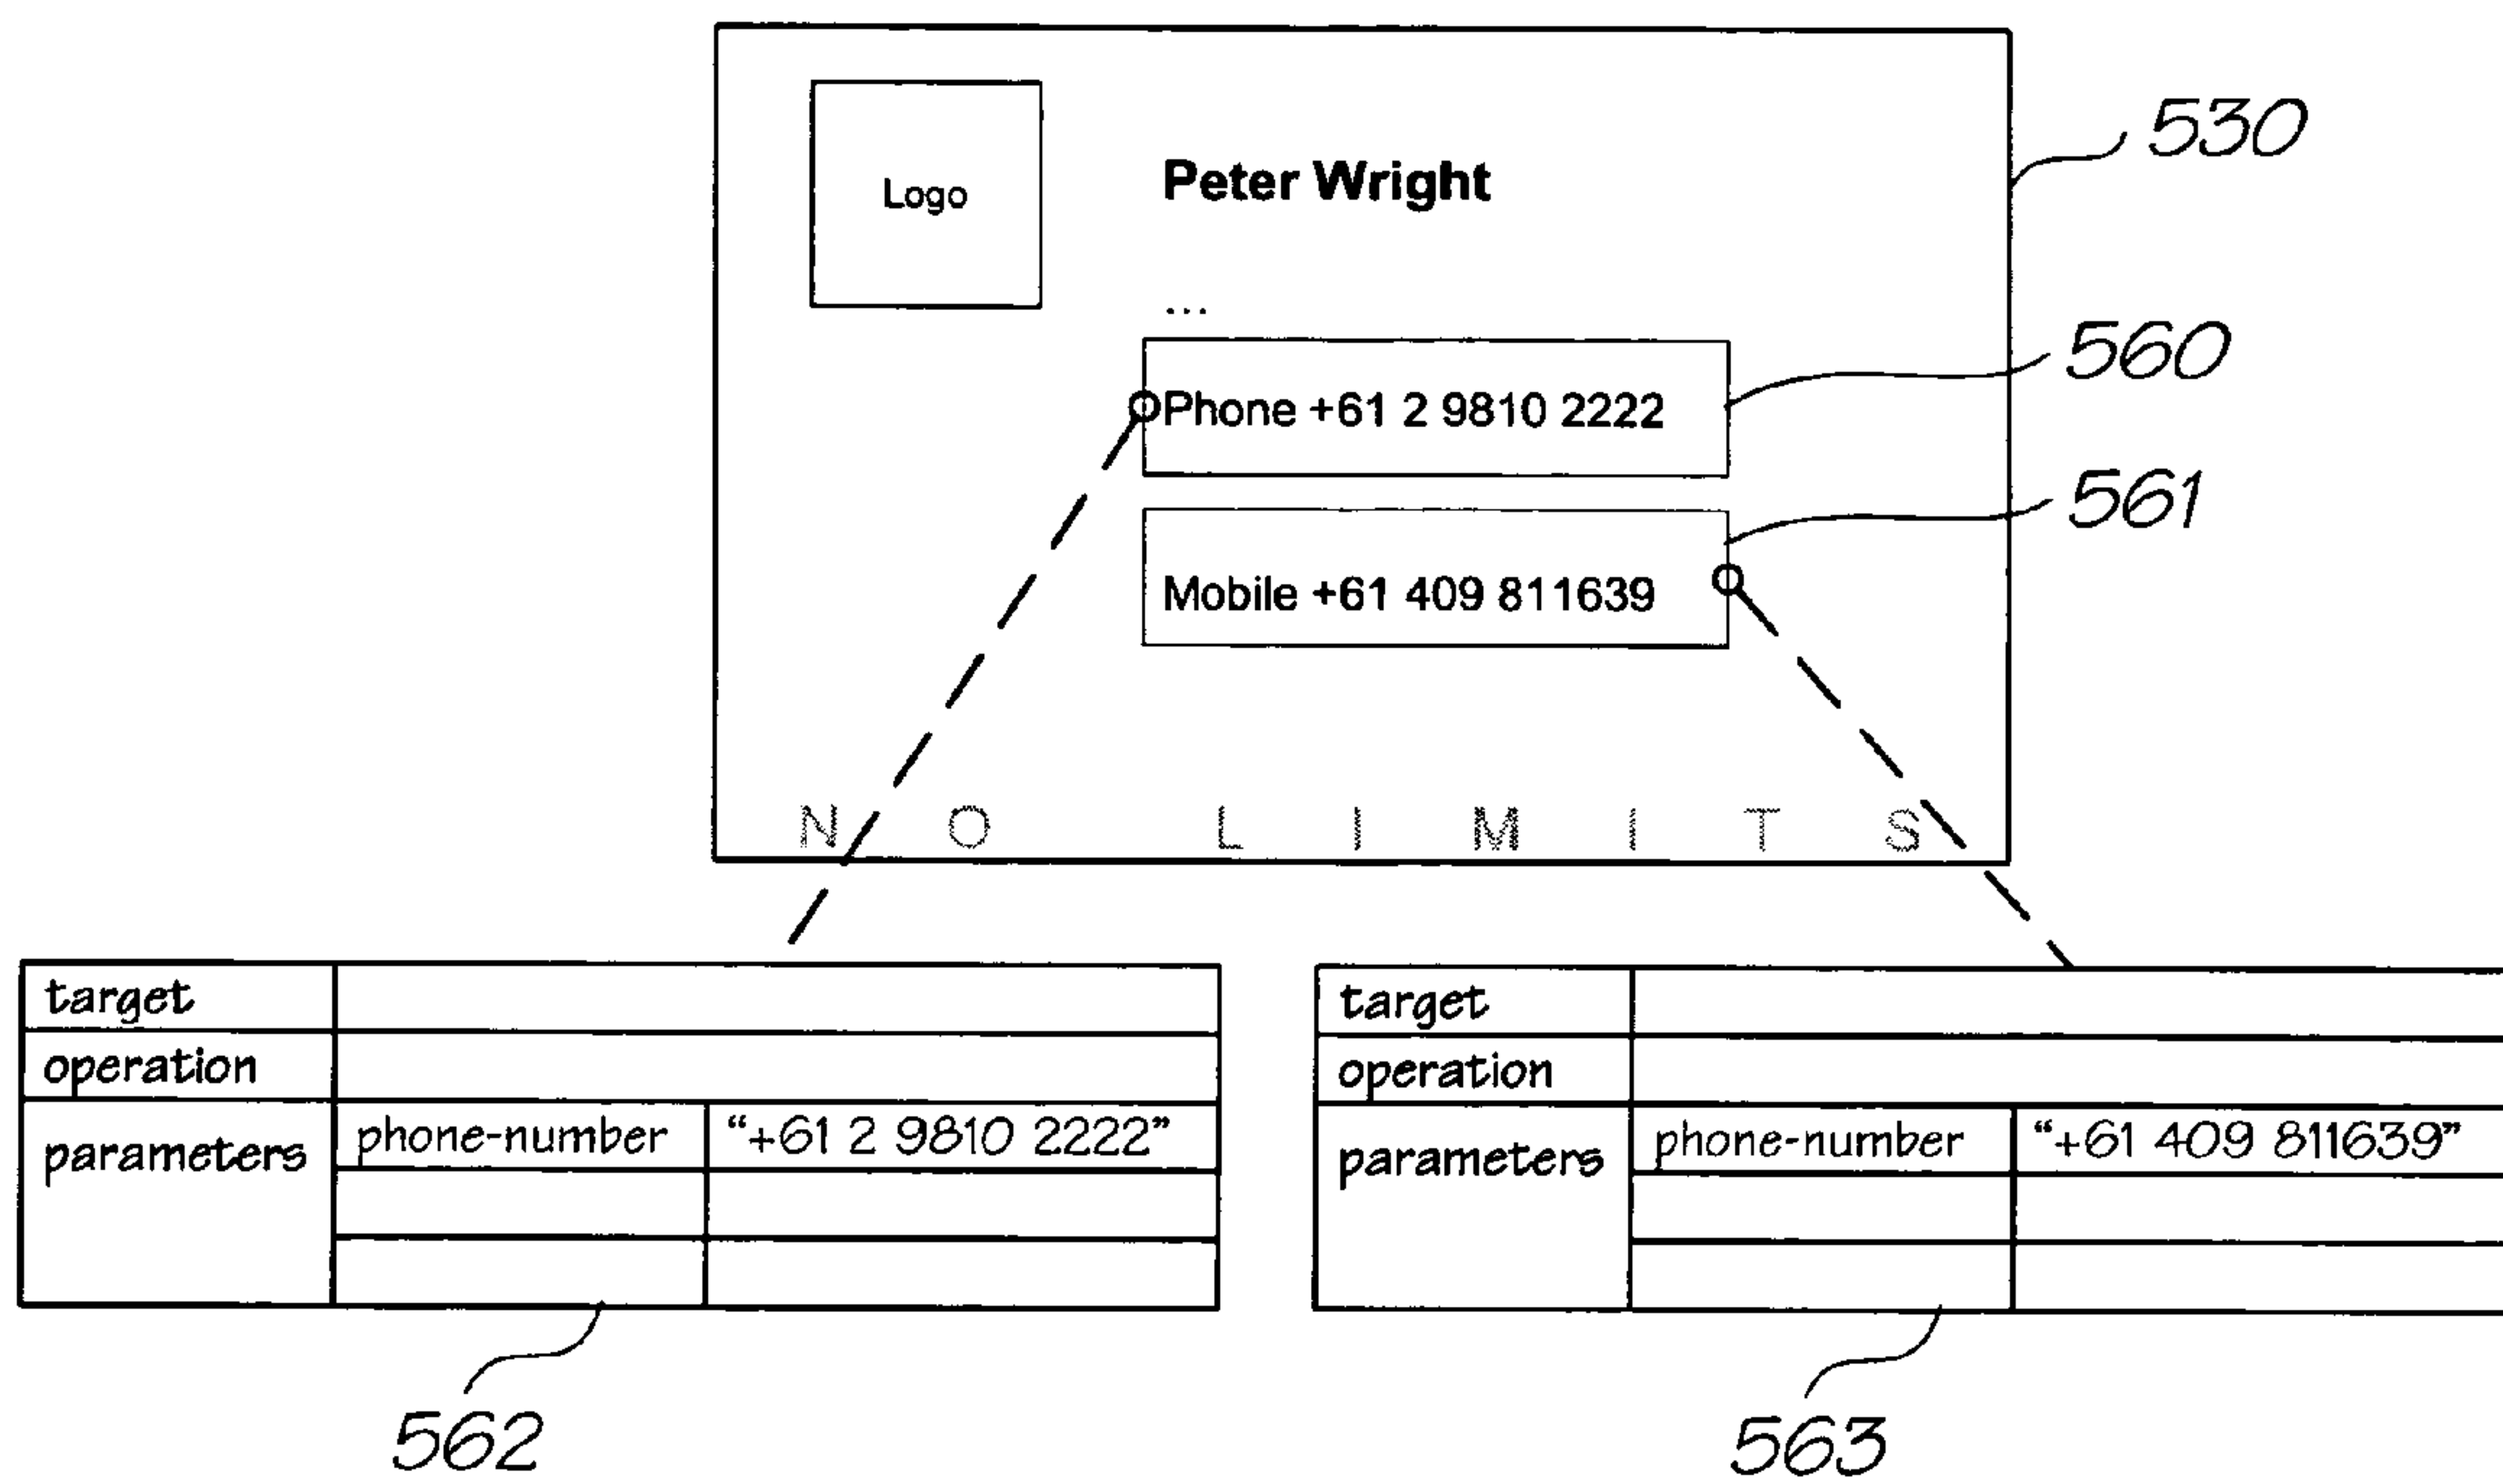 530
Logo
Peter Wright
...
560
Phone +61 2 9810 2222
561
Mobile +61 409 811639
N O L I M I T S
target
operation
parameters phone-number “+61 2 9810 2222”
562
target
operation
parameters phone-number “+61 409 811639”
563